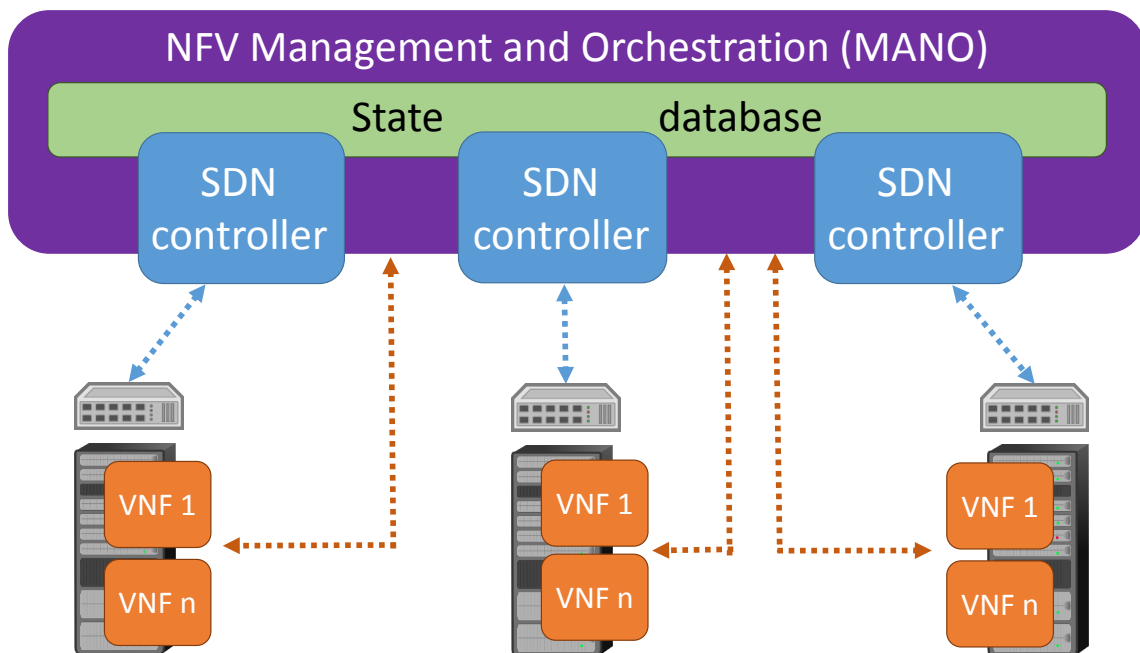 NFV Management and Orchestration (MANO)
State database
SDN
controller
SDN
controller
SDN
controller
VNF 1
VNF n
VNF 1
VNF n
VNF 1
VNF n